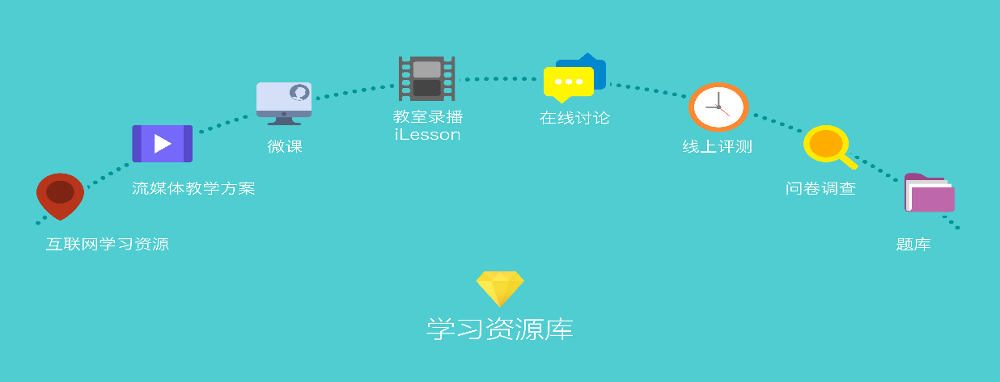 互联网学习资源
流媒体教学方案
微课
教室录播
iLesson
在线讨论
线上评测
问卷调查
题库
学习资源库